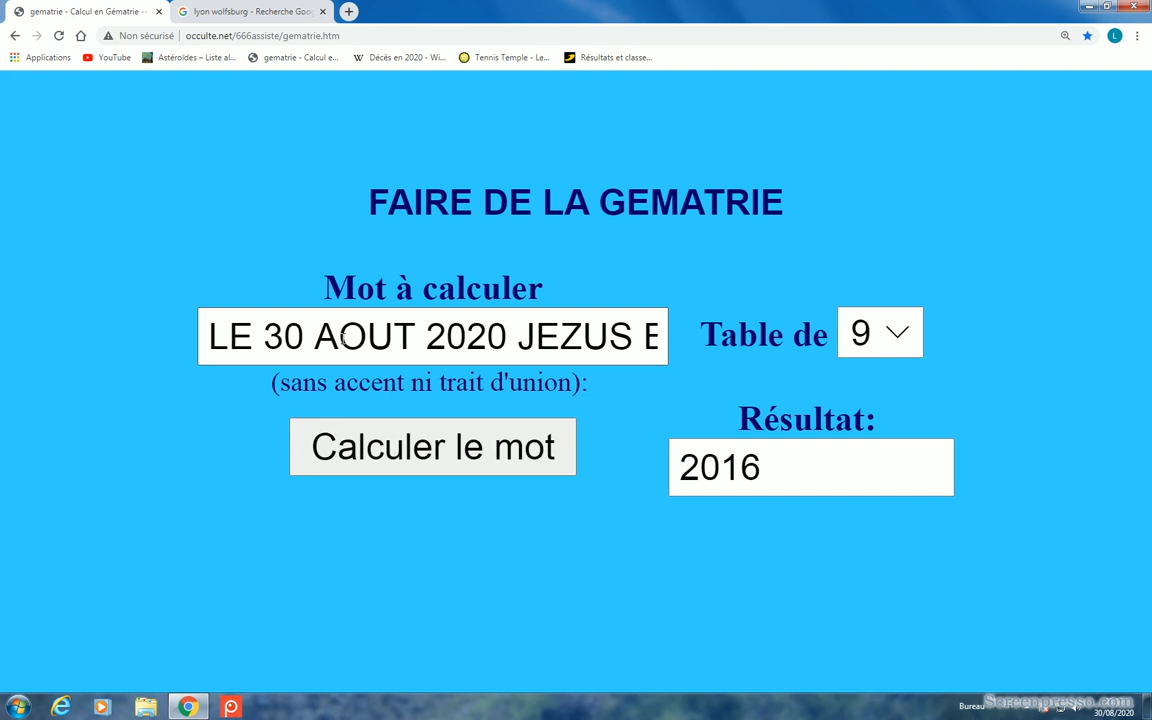 gematrie - Calcul en Gématrie --
lyon wolfsburg - Recherche Goo
Non sécurisé | occulte.net/666assiste/gematrie.htm
L
Applications YouTube Astéroïdes – Liste al... gematrie - Calcul e... Décès en 2020 - Wi... Tennis Temple - Le... Résultats et classe...
FAIRE DE LA GEMATRIE
Mot à calculer
LE 30 AOUT 2020 JEZUS E
Table de 9
(sans accent ni trait d'union):
Calculer le mot
Résultat:
2016
Bureau
Screenpresso.com
30/08/2020